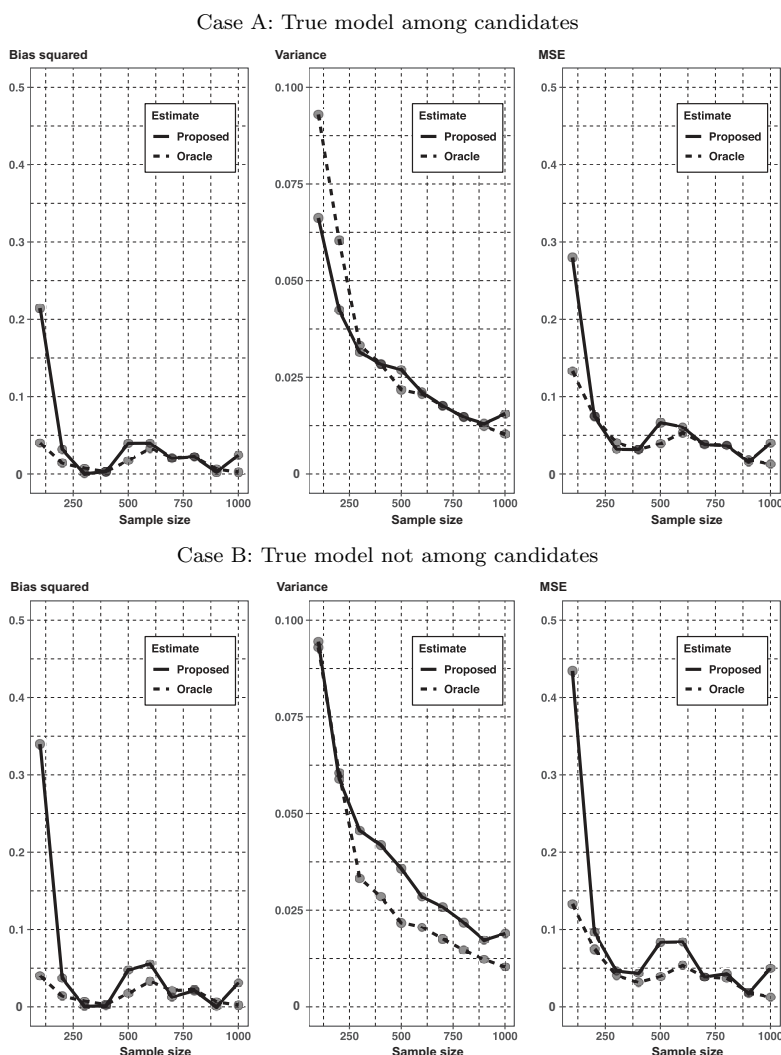 Case A: True model among candidates
Bias squared
0.5
0.4
0.3
0.2
0.1
0
250 500 750 1000
Sample size
Estimate
Proposed
Oracle
Variance
0.100
0.075
0.050
0.025
0
250 500 750 1000
Sample size
Estimate
Proposed
Oracle
MSE
0.5
0.4
0.3
0.2
0.1
0
250 500 750 1000
Sample size
Estimate
Proposed
Oracle
Case B: True model not among candidates
Bias squared
0.5
0.4
0.3
0.2
0.1
0
250 500 750 1000
Sample size
Estimate
Proposed
Oracle
Variance
0.100
0.075
0.050
0.025
0
250 500 750 1000
Sample size
Estimate
Proposed
Oracle
MSE
0.5
0.4
0.3
0.2
0.1
0
250 500 750 1000
Sample size
Estimate
Proposed
Oracle